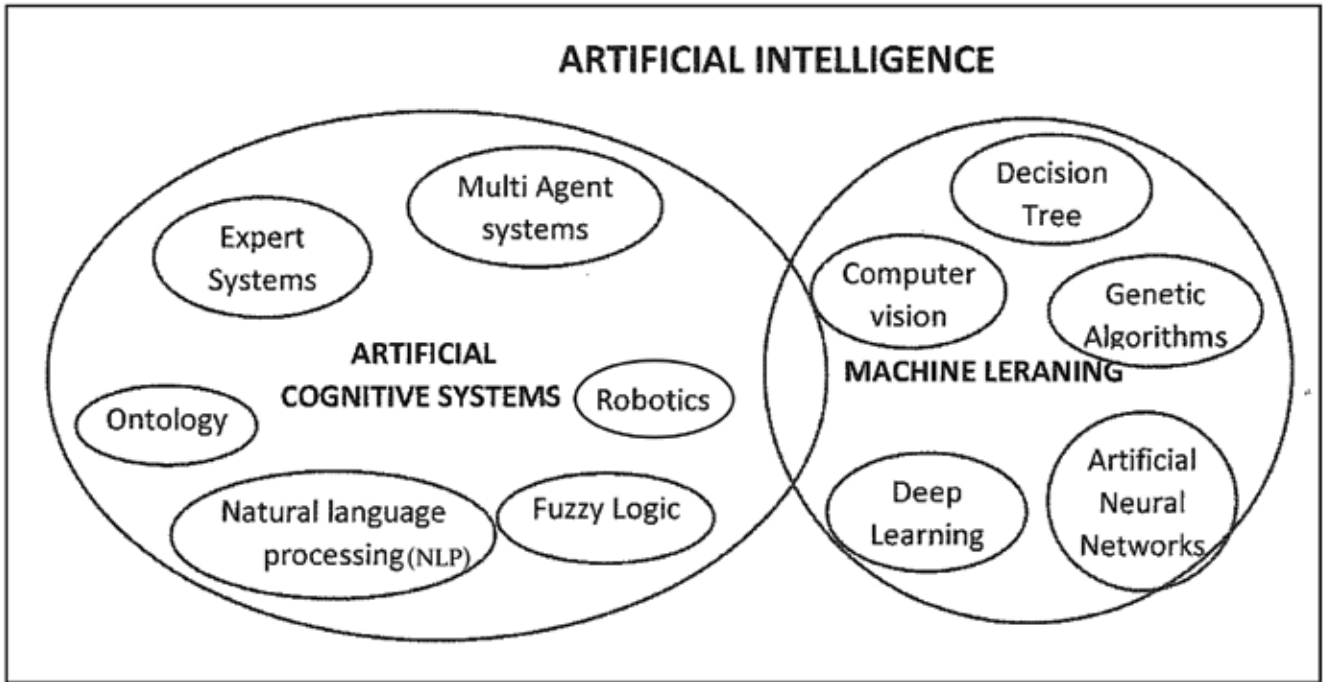 ARTIFICIAL INTELLIGENCE
Multi Agent
systems
Expert
Systems
ARTIFICIAL
COGNITIVE SYSTEMS
Robotics
Ontology
Natural language
processing(NLP)
Fuzzy Logic
Decision
Tree
Computer
vision
Genetic
Algorithms
MACHINE LERANING
Deep
Learning
Artificial
Neural
Networks